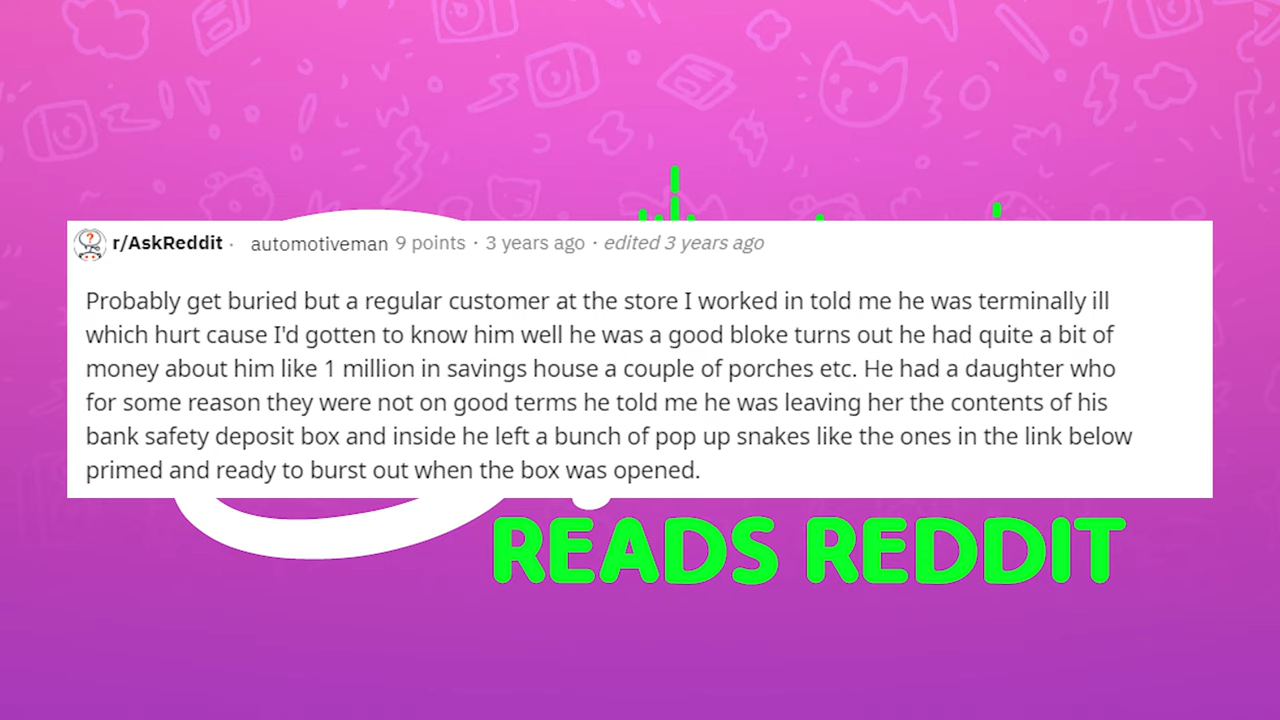 r/AskReddit · automotiveman 9 points · 3 years ago · edited 3 years ago
Probably get buried but a regular customer at the store I worked in told me he was terminally ill
which hurt cause I'd gotten to know him well he was a good bloke turns out he had quite a bit of
money about him like 1 million in savings house a couple of porches etc. He had a daughter who
for some reason they were not on good terms he told me he was leaving her the contents of his
bank safety deposit box and inside he left a bunch of pop up snakes like the ones in the link below
primed and ready to burst out when the box was opened.
READS REDDIT